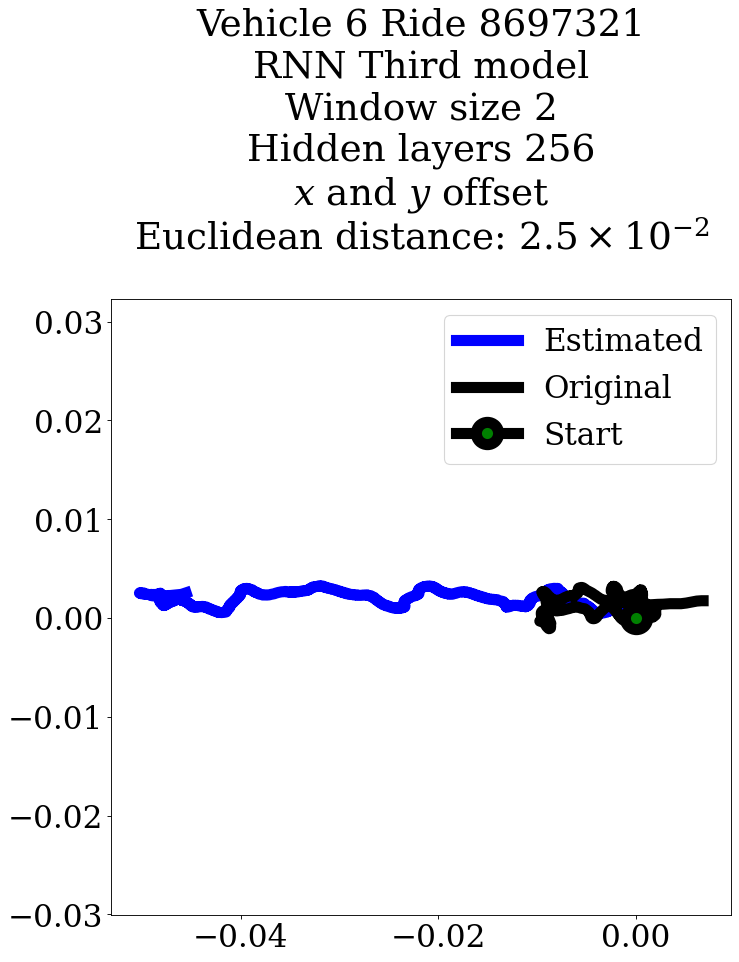 Vehicle 6 Ride 8697321
RNN Third model
Window size 2
Hidden layers 256
x and y offset
Euclidean distance: 2.5 × 10⁻²
Estimated
Original
Start
0.03
0.02
0.01
0.00
−0.01
−0.02
−0.03
−0.04
−0.02
0.00